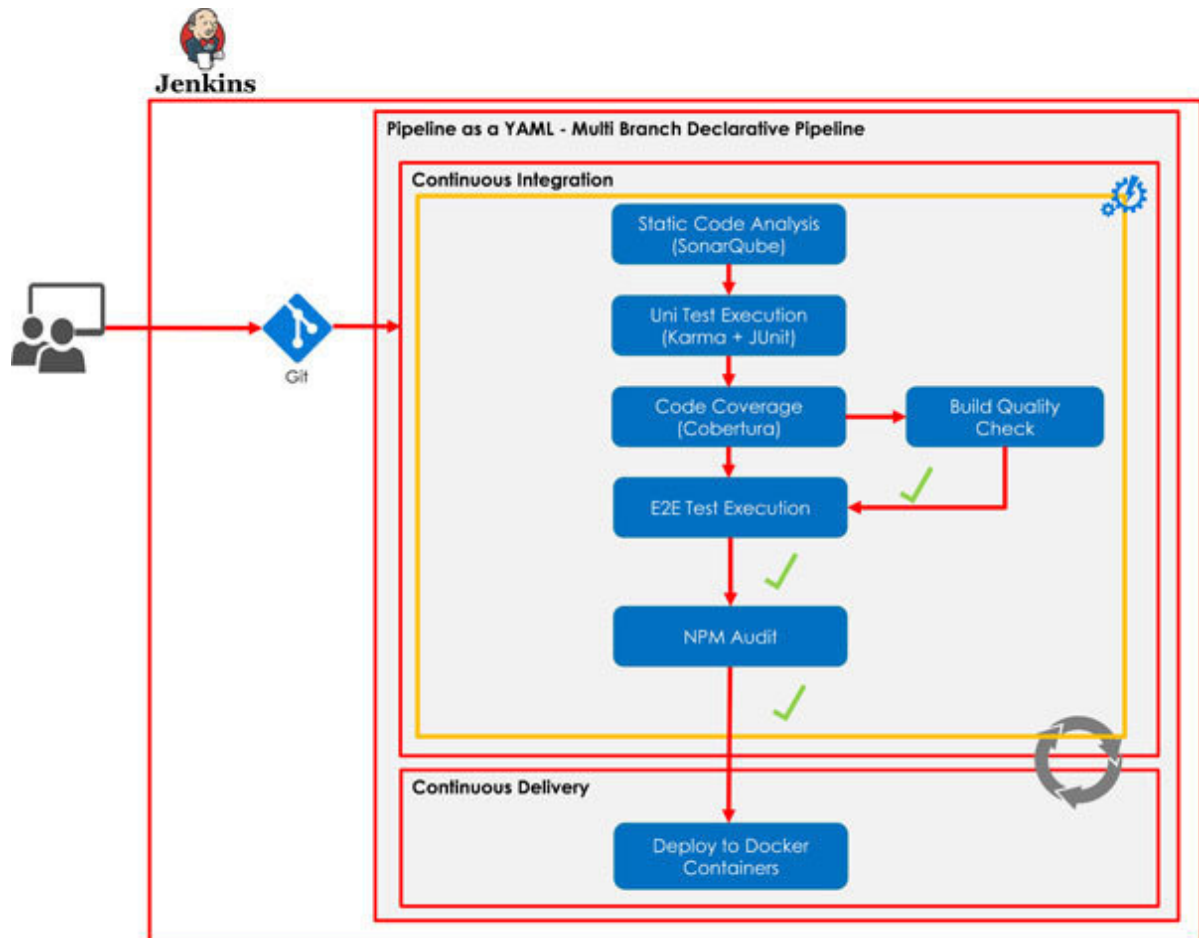 Jenkins
Pipeline as a YAML - Multi Branch Declarative Pipeline
Continuous Integration
Static Code Analysis
(SonarQube)
Uni Test Execution
(Karma + JUnit)
Git
Code Coverage
(Cobertura)
Build Quality
Check
E2E Test Execution
NPM Audit
Continuous Delivery
Deploy to Docker
Containers